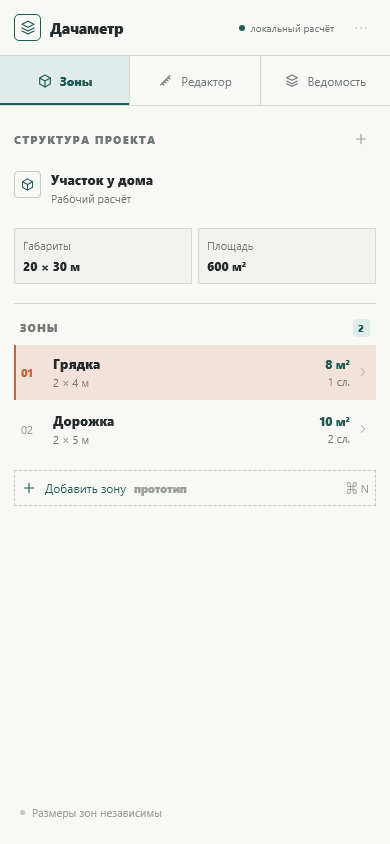 Дачаметр
локальный расчёт
Зоны
Редактор
Ведомость
СТРУКТУРА ПРОЕКТА
Участок у дома
Рабочий расчёт
Габариты
20 × 30 м
Площадь
600 м²
ЗОНЫ
2
01
Грядка
2 × 4 м
8 м²
1 сл.
02
Дорожка
2 × 5 м
10 м²
2 сл.
Добавить зону прототип ⌘ N
Размеры зон независимы